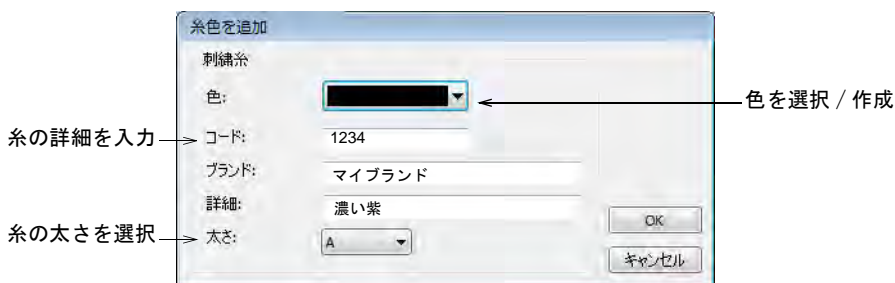 糸色を追加
刺繍糸
色:
色を選択 / 作成
糸の詳細を入力
コード: 1234
ブランド: マイブランド
詳細: 濃い紫
OK
糸の太さを選択
太さ: A
キャンセル